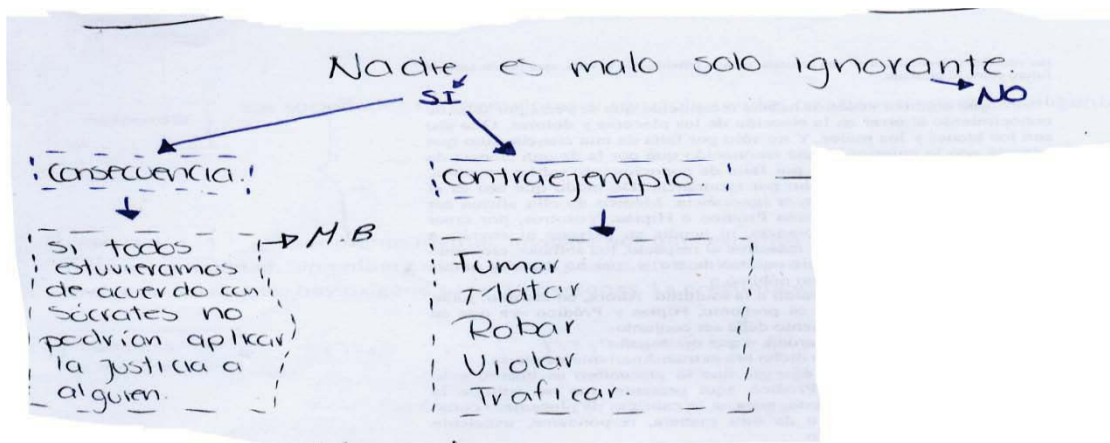 Nadie es malo solo ignorante.
SI
NO
Consecuencia.
Contraejemplo
Si todos
estuvieramos
de acuerdo con
Sócrates no
podrían aplicar
la justicia a
alguien.
M.B
Fumar
Matar
Robar
Violar
Traficar.